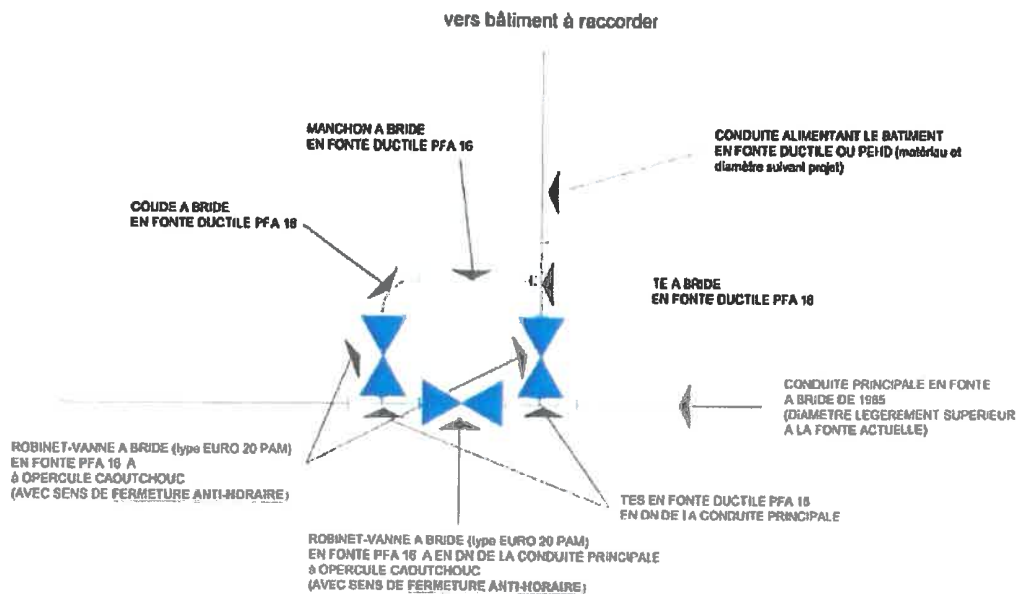 vers bâtiment à raccorder
MANCHON A BRIDE
EN FONTE DUCTILE PFA 16
CONDUITE ALIMENTANT LE BATIMENT
EN FONTE DUCTILE OU PEHD (matériau et
diamètre suivant projet)
COUDE A BRIDE
EN FONTE DUCTILE PFA 16
TE A BRIDE
EN FONTE DUCTILE PFA 16
CONDUITE PRINCIPALE EN FONTE
A BRIDE DE 1985
(DIAMETRE LEGEREMENT SUPERIEUR
A LA FONTE ACTUELLE)
ROBINET-VANNE A BRIDE (type EURO 20 PAM)
EN FONTE PFA 16 A
à OPERCULE CAOUTCHOUC
(AVEC SENS DE FERMETURE ANTI-HORAIRE)
TES EN FONTE DUCTILE PFA 16
EN DN DE LA CONDUITE PRINCIPALE
ROBINET-VANNE A BRIDE (type EURO 20 PAM)
EN FONTE PFA 16 A EN DN DE LA CONDUITE PRINCIPALE
à OPERCULE CAOUTCHOUC
(AVEC SENS DE FERMETURE ANTI-HORAIRE)